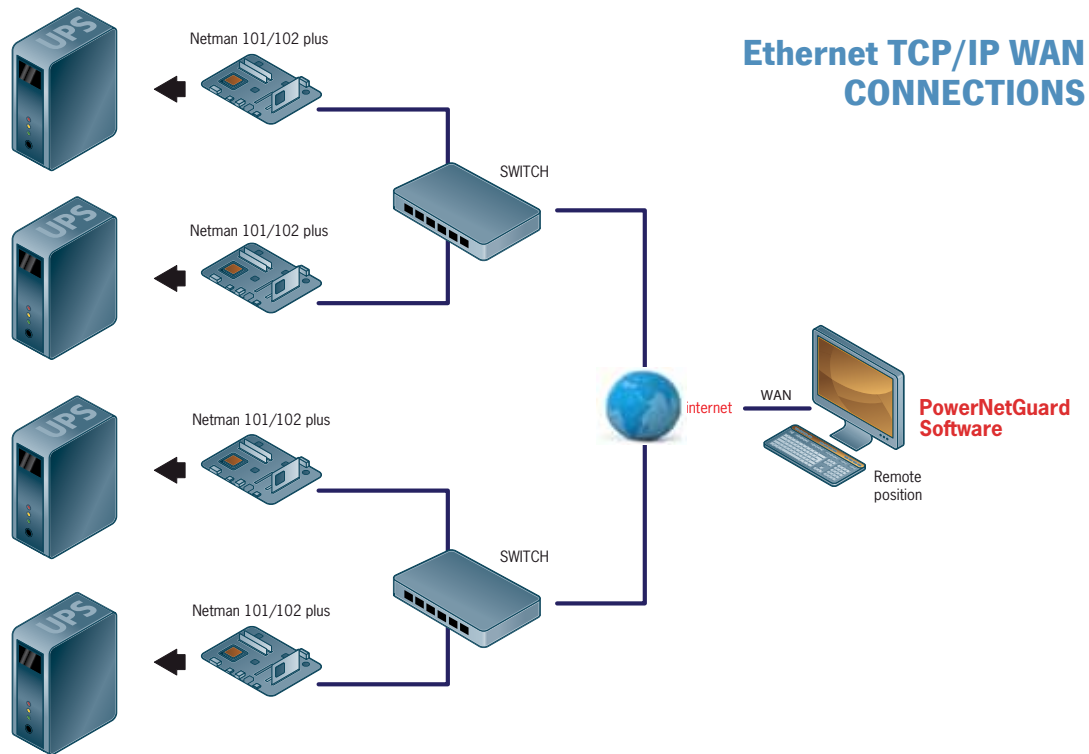 Ethernet TCP/IP WAN
CONNECTIONS
UPS
Netman 101/102 plus
SWITCH
UPS
Netman 101/102 plus
internet
WAN
PowerNetGuard
Software
Remote
position
UPS
Netman 101/102 plus
SWITCH
UPS
Netman 101/102 plus